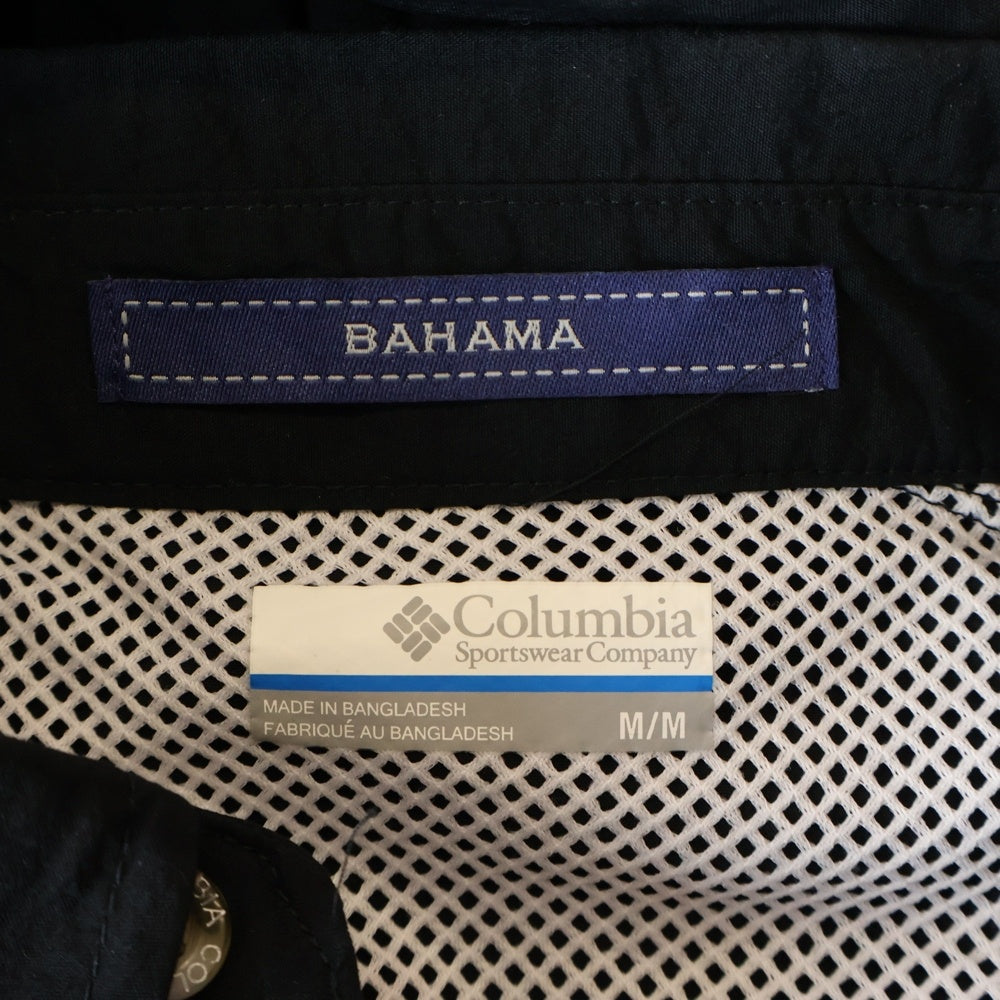 BAHAMA
Columbia
Sportswear Company
MADE IN BANGLADESH
FABRIQUÉ AU BANGLADESH
M/M